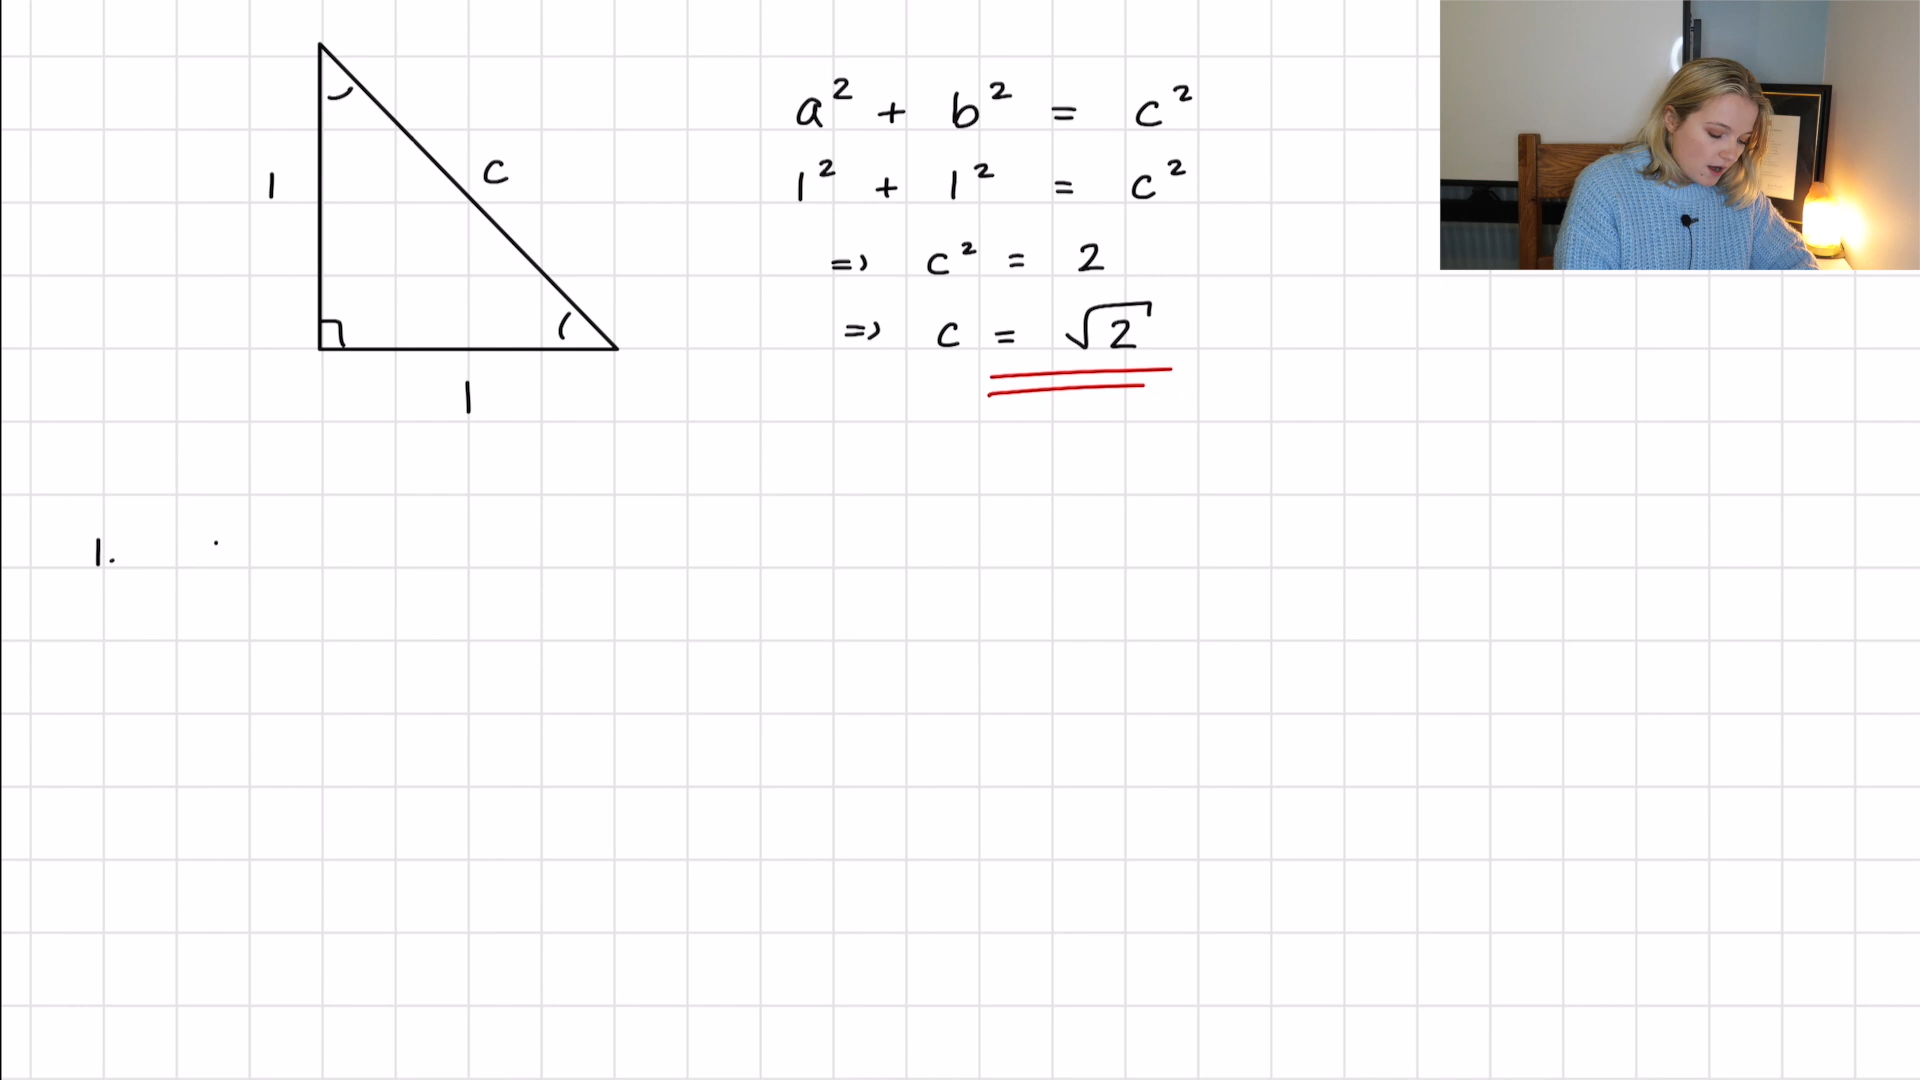 1
c
1
a² + b² = c²
1² + 1² = c²
=> c² = 2
=> c = √2
1.